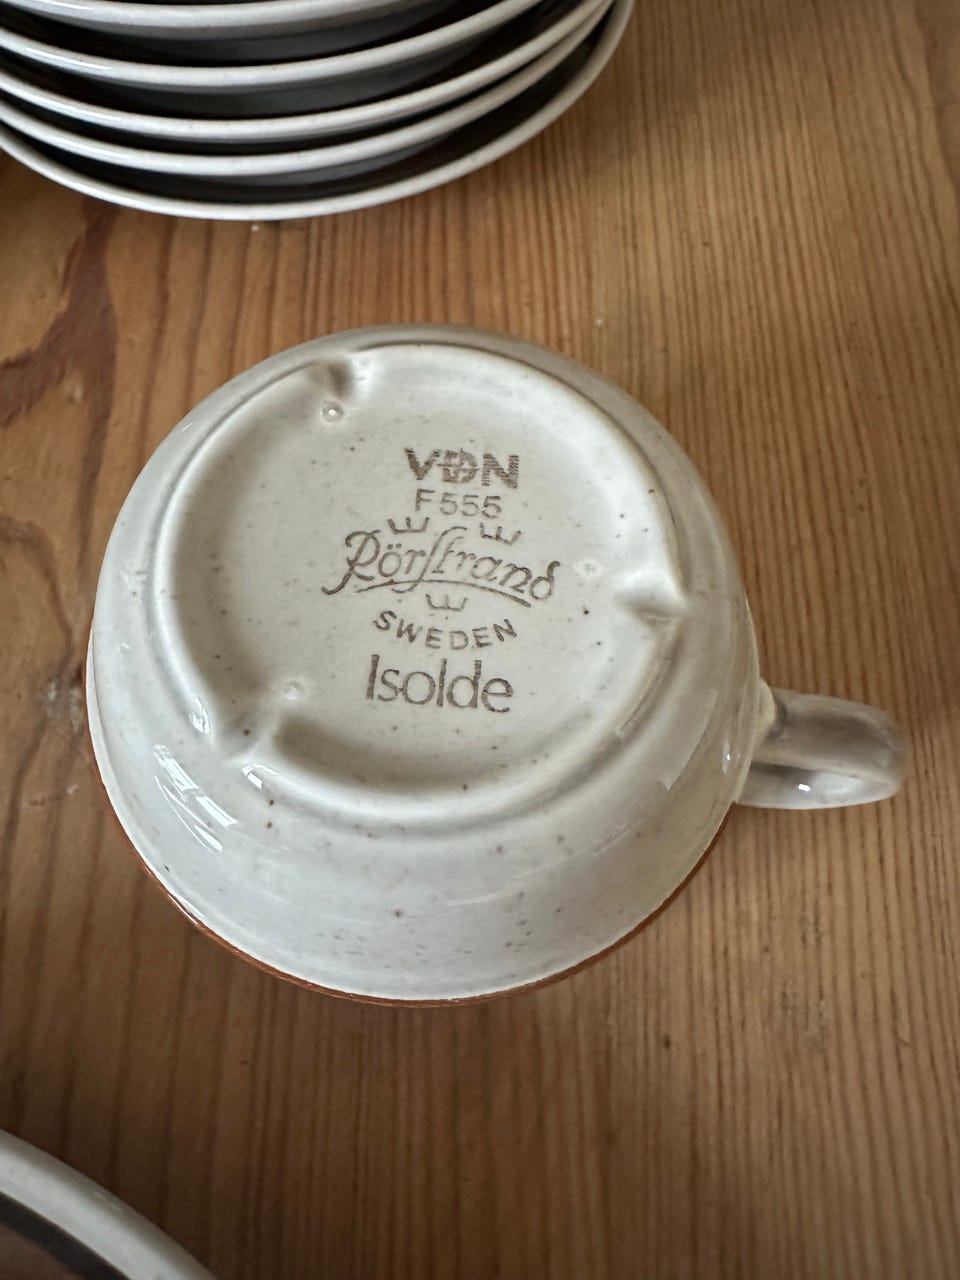 VDN
F555
Rörstrand
SWEDEN
Isolde